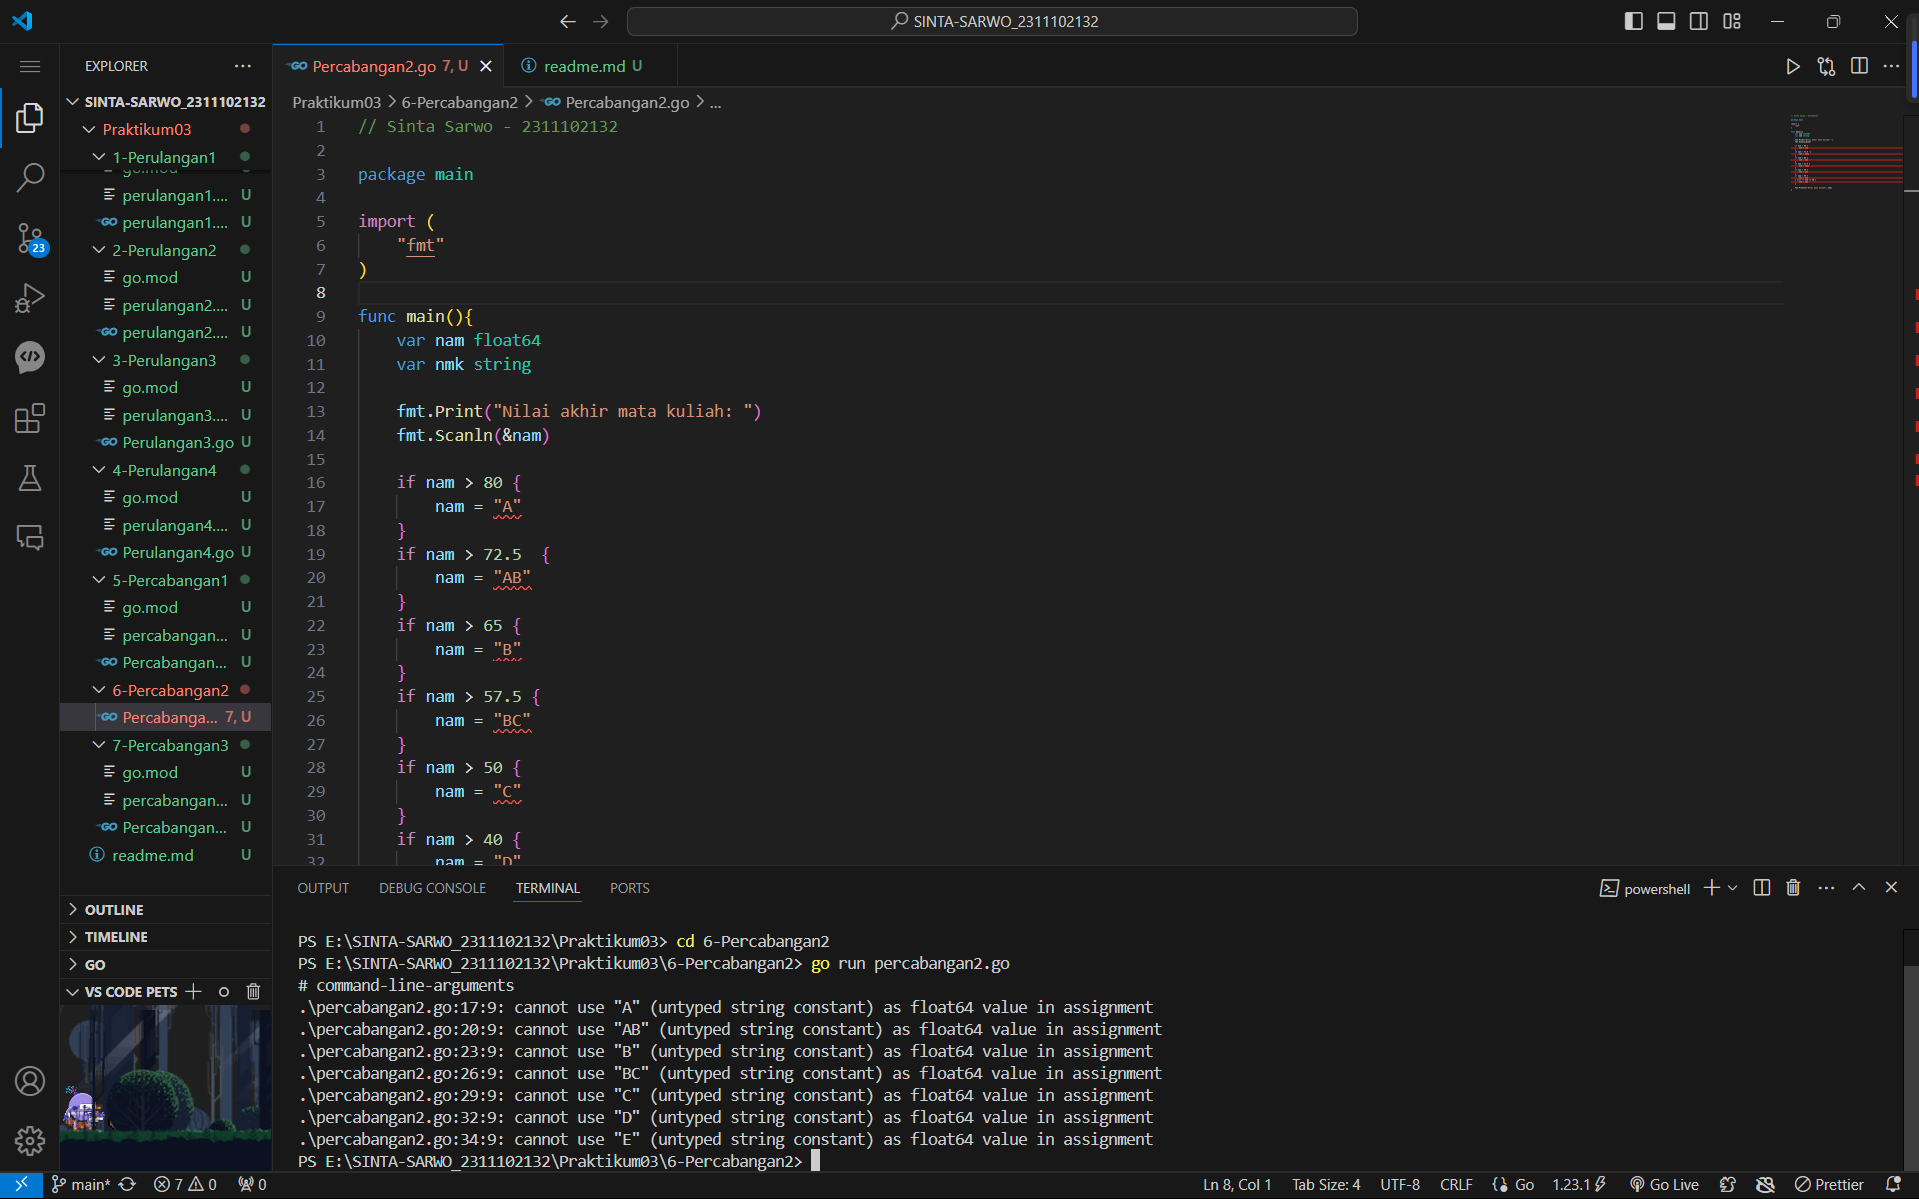 SINTA-SARWO_2311102132
EXPLORER
SINTA-SARWO_2311102132
Praktikum03
1-Perulangan1
go.mod
perulangan1.... U
perulangan1.... U
2-Perulangan2
go.mod U
perulangan2.... U
perulangan2.... U
3-Perulangan3
go.mod U
perulangan3.... U
Perulangan3.go U
4-Perulangan4
go.mod U
perulangan4.... U
Perulangan4.go U
5-Percabangan1
go.mod U
percabangan... U
Percabangan... U
6-Percabangan2
Percabanga... 7, U
7-Percabangan3
go.mod U
percabangan... U
Percabangan... U
readme.md U
OUTLINE
TIMELINE
GO
VS CODE PETS
23
Percabangan2.go 7, U
readme.md U
Praktikum03 > 6-Percabangan2 > Percabangan2.go > ...
1 // Sinta Sarwo - 2311102132
2
3 package main
4
5 import (
6 "fmt"
7 )
8
9 func main(){
10 var nam float64
11 var nmk string
12
13 fmt.Print("Nilai akhir mata kuliah: ")
14 fmt.Scanln(&nam)
15
16 if nam > 80 {
17 nam = "A"
18 }
19 if nam > 72.5  {
20 nam = "AB"
21 }
22 if nam > 65 {
23 nam = "B"
24 }
25 if nam > 57.5 {
26 nam = "BC"
27 }
28 if nam > 50 {
29 nam = "C"
30 }
31 if nam > 40 {
32 nam = "D"
OUTPUT DEBUG CONSOLE TERMINAL PORTS
powershell
PS E:\SINTA-SARWO_2311102132\Praktikum03> cd 6-Percabangan2
PS E:\SINTA-SARWO_2311102132\Praktikum03\6-Percabangan2> go run percabangan2.go
# command-line-arguments
.\percabangan2.go:17:9: cannot use "A" (untyped string constant) as float64 value in assignment
.\percabangan2.go:20:9: cannot use "AB" (untyped string constant) as float64 value in assignment
.\percabangan2.go:23:9: cannot use "B" (untyped string constant) as float64 value in assignment
.\percabangan2.go:26:9: cannot use "BC" (untyped string constant) as float64 value in assignment
.\percabangan2.go:29:9: cannot use "C" (untyped string constant) as float64 value in assignment
.\percabangan2.go:32:9: cannot use "D" (untyped string constant) as float64 value in assignment
.\percabangan2.go:34:9: cannot use "E" (untyped string constant) as float64 value in assignment
PS E:\SINTA-SARWO_2311102132\Praktikum03\6-Percabangan2>
main* 7 0 0 Ln 8, Col 1 Tab Size: 4 UTF-8 CRLF Go 1.23.1 Go Live Prettier